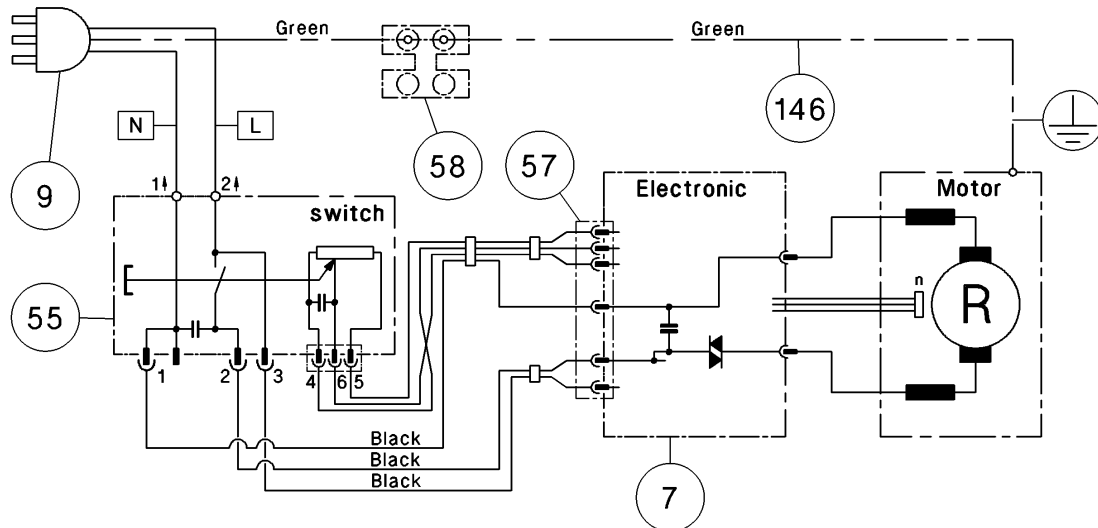 Green
Green
N
L
58
146
57
9
1
2
Electronic
Motor
switch
n
R
55
1
2
3
4
6
5
Black
Black
Black
7